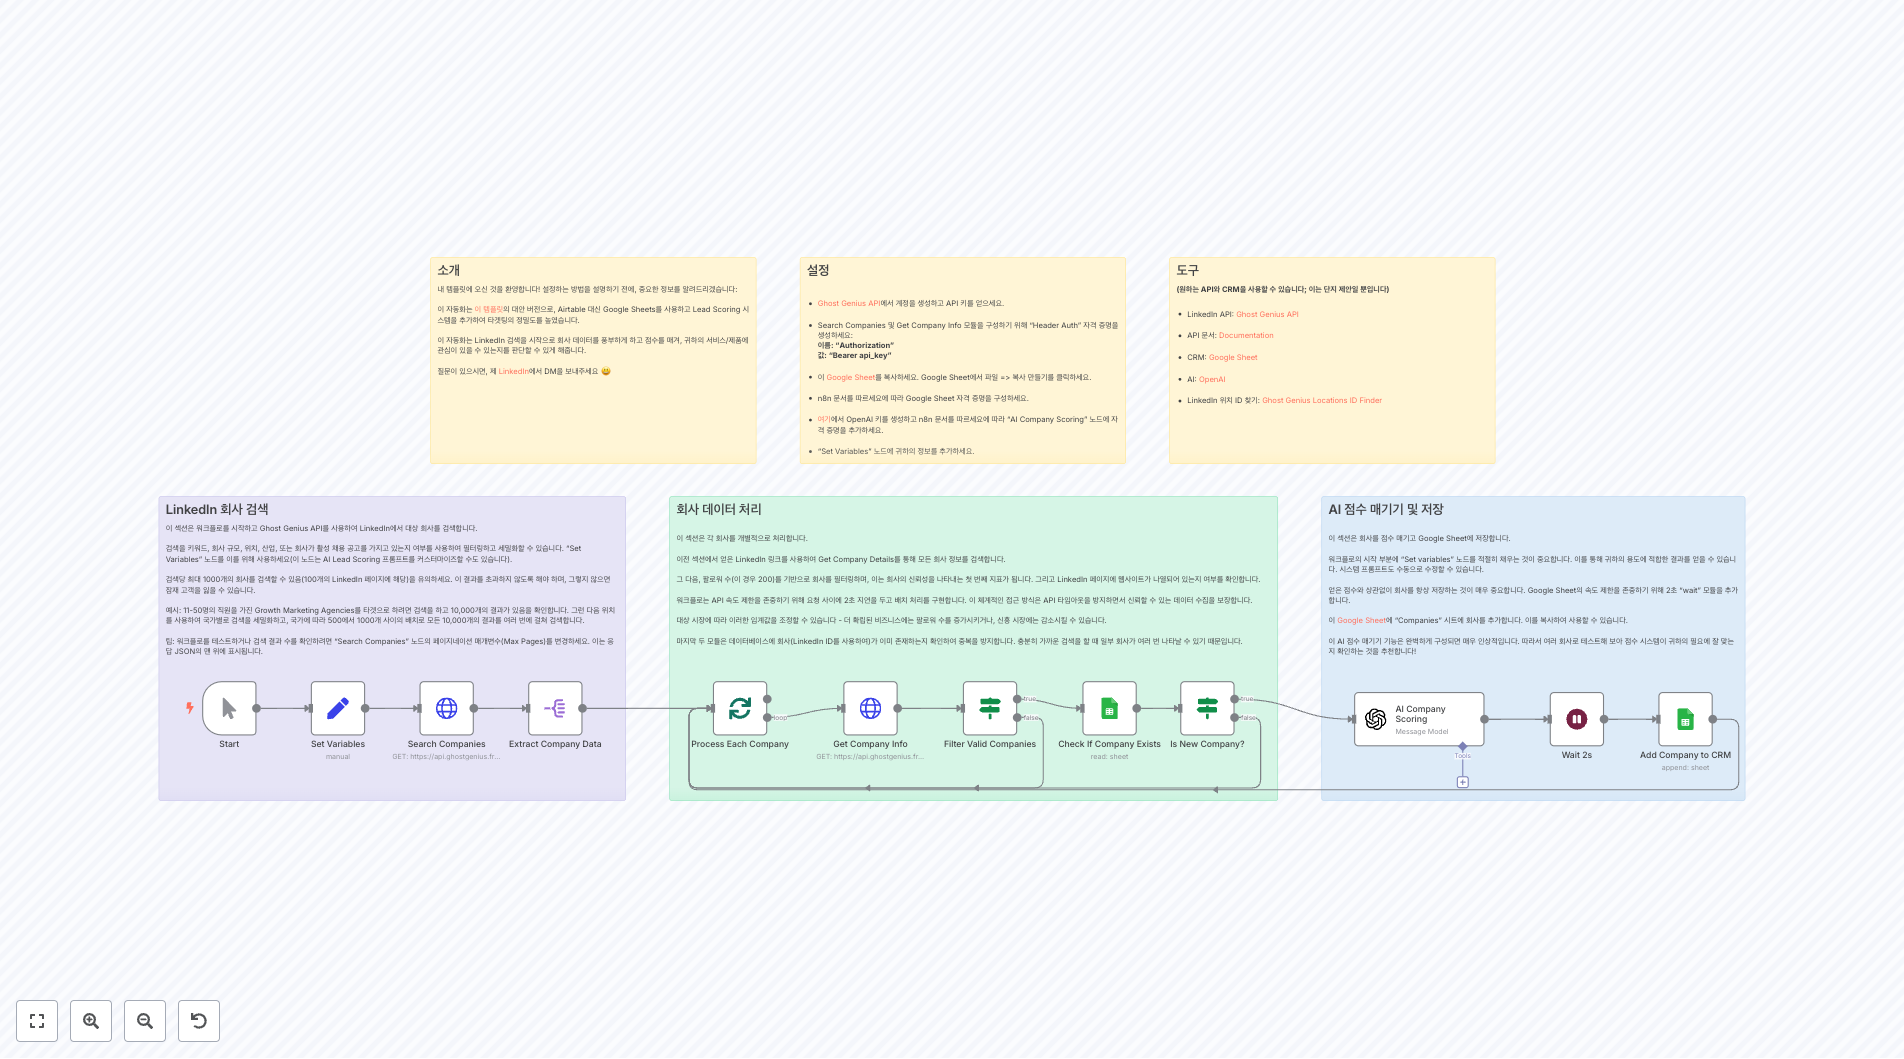 소개
내 템플릿에 오신 것을 환영합니다! 설정하는 방법을 설명하기 전에, 중요한 정보를 알려드리겠습니다:
이 자동화는 이 템플릿의 대안 버전으로, Airtable 대신 Google Sheets를 사용하고 Lead Scoring 시
스템을 추가하여 타겟팅의 정밀도를 높였습니다.
이 자동화는 LinkedIn 검색을 시작으로 회사 데이터를 풍부하게 하고 점수를 매겨, 귀하의 서비스/제품에
관심이 있을 수 있는지를 판단할 수 있게 해줍니다.
질문이 있으시면, 제 LinkedIn에서 DM을 보내주세요 😀
설정
Ghost Genius API에서 계정을 생성하고 API 키를 얻으세요.
Search Companies 및 Get Company Info 모듈을 구성하기 위해 “Header Auth” 자격 증명을
생성하세요:
이름: “Authorization”
값: “Bearer api_key”
이 Google Sheet를 복사하세요. Google Sheet에서 파일 => 복사 만들기를 클릭하세요.
n8n 문서를 따르세요에 따라 Google Sheet 자격 증명을 구성하세요.
여기에서 OpenAI 키를 생성하고 n8n 문서를 따르세요에 따라 “AI Company Scoring” 노드에 자
격 증명을 추가하세요.
“Set Variables” 노드에 귀하의 정보를 추가하세요.
도구
(원하는 API와 CRM을 사용할 수 있습니다; 이는 단지 제안일 뿐입니다)
LinkedIn API: Ghost Genius API
API 문서: Documentation
CRM: Google Sheet
AI: OpenAI
LinkedIn 위치 ID 찾기: Ghost Genius Locations ID Finder
LinkedIn 회사 검색
이 섹션은 워크플로를 시작하고 Ghost Genius API를 사용하여 LinkedIn에서 대상 회사를 검색합니다.
검색을 키워드, 회사 규모, 위치, 산업, 또는 회사가 활성 채용 공고를 가지고 있는지 여부를 사용하여 필터링하고 세밀화할 수 있습니다. “Set
Variables” 노드를 이를 위해 사용하세요(이 노드는 AI Lead Scoring 프롬프트를 커스터마이즈할 수도 있습니다).
검색당 최대 1000개의 회사를 검색할 수 있음(100개의 LinkedIn 페이지에 해당)을 유의하세요. 이 결과를 초과하지 않도록 해야 하며, 그렇지 않으면
잠재 고객을 잃을 수 있습니다.
예시: 11-50명의 직원을 가진 Growth Marketing Agencies를 타겟으로 하려면 검색을 하고 10,000개의 결과가 있음을 확인합니다. 그런 다음 위치
를 사용하여 국가별로 검색을 세밀화하고, 국가에 따라 500에서 1000개 사이의 배치로 모든 10,000개의 결과를 여러 번에 걸쳐 검색합니다.
팁: 워크플로를 테스트하거나 검색 결과 수를 확인하려면 “Search Companies” 노드의 페이지네이션 매개변수(Max Pages)를 변경하세요. 이는 응
답 JSON의 맨 위에 표시됩니다.
Start
Set Variables
manual
Search Companies
GET: https://api.ghostgenius.fr...
Extract Company Data
회사 데이터 처리
이 섹션은 각 회사를 개별적으로 처리합니다.
이전 섹션에서 얻은 LinkedIn 링크를 사용하여 Get Company Details를 통해 모든 회사 정보를 검색합니다.
그 다음, 팔로워 수(이 경우 200)를 기반으로 회사를 필터링하며, 이는 회사의 신뢰성을 나타내는 첫 번째 지표가 됩니다. 그리고 LinkedIn 페이지에 웹사이트가 나열되어 있는지 여부를 확인합니다.
워크플로는 API 속도 제한을 존중하기 위해 요청 사이에 2초 지연을 두고 배치 처리를 구현합니다. 이 체계적인 접근 방식은 API 타임아웃을 방지하면서 신뢰할 수 있는 데이터 수집을 보장합니다.
대상 시장에 따라 이러한 임계값을 조정할 수 있습니다 - 더 확립된 비즈니스에는 팔로워 수를 증가시키거나, 신흥 시장에는 감소시킬 수 있습니다.
마지막 두 모듈은 데이터베이스에 회사(LinkedIn ID를 사용하여)가 이미 존재하는지 확인하여 중복을 방지합니다. 충분히 가까운 검색을 할 때 일부 회사가 여러 번 나타날 수 있기 때문입니다.
loop
Process Each Company
Get Company Info
GET: https://api.ghostgenius.fr...
true
false
Filter Valid Companies
Check If Company Exists
read: sheet
true
false
Is New Company?
AI 점수 매기기 및 저장
이 섹션은 회사를 점수 매기고 Google Sheet에 저장합니다.
워크플로의 시작 부분에 “Set variables” 노드를 적절히 채우는 것이 중요합니다. 이를 통해 귀하의 용도에 적합한 결과를 얻을 수 있습니
다. 시스템 프롬프트도 수동으로 수정할 수 있습니다.
얻은 점수와 상관없이 회사를 항상 저장하는 것이 매우 중요합니다. Google Sheet의 속도 제한을 존중하기 위해 2초 “wait” 모듈을 추가
합니다.
이 Google Sheet에 “Companies” 시트에 회사를 추가합니다. 이를 복사하여 사용할 수 있습니다.
이 AI 점수 매기기 기능은 완벽하게 구성되면 매우 인상적입니다. 따라서 여러 회사로 테스트해 보아 점수 시스템이 귀하의 필요에 잘 맞는
지 확인하는 것을 추천합니다!
AI Company
Scoring
Message Model
Tools
Wait 2s
Add Company to CRM
append: sheet